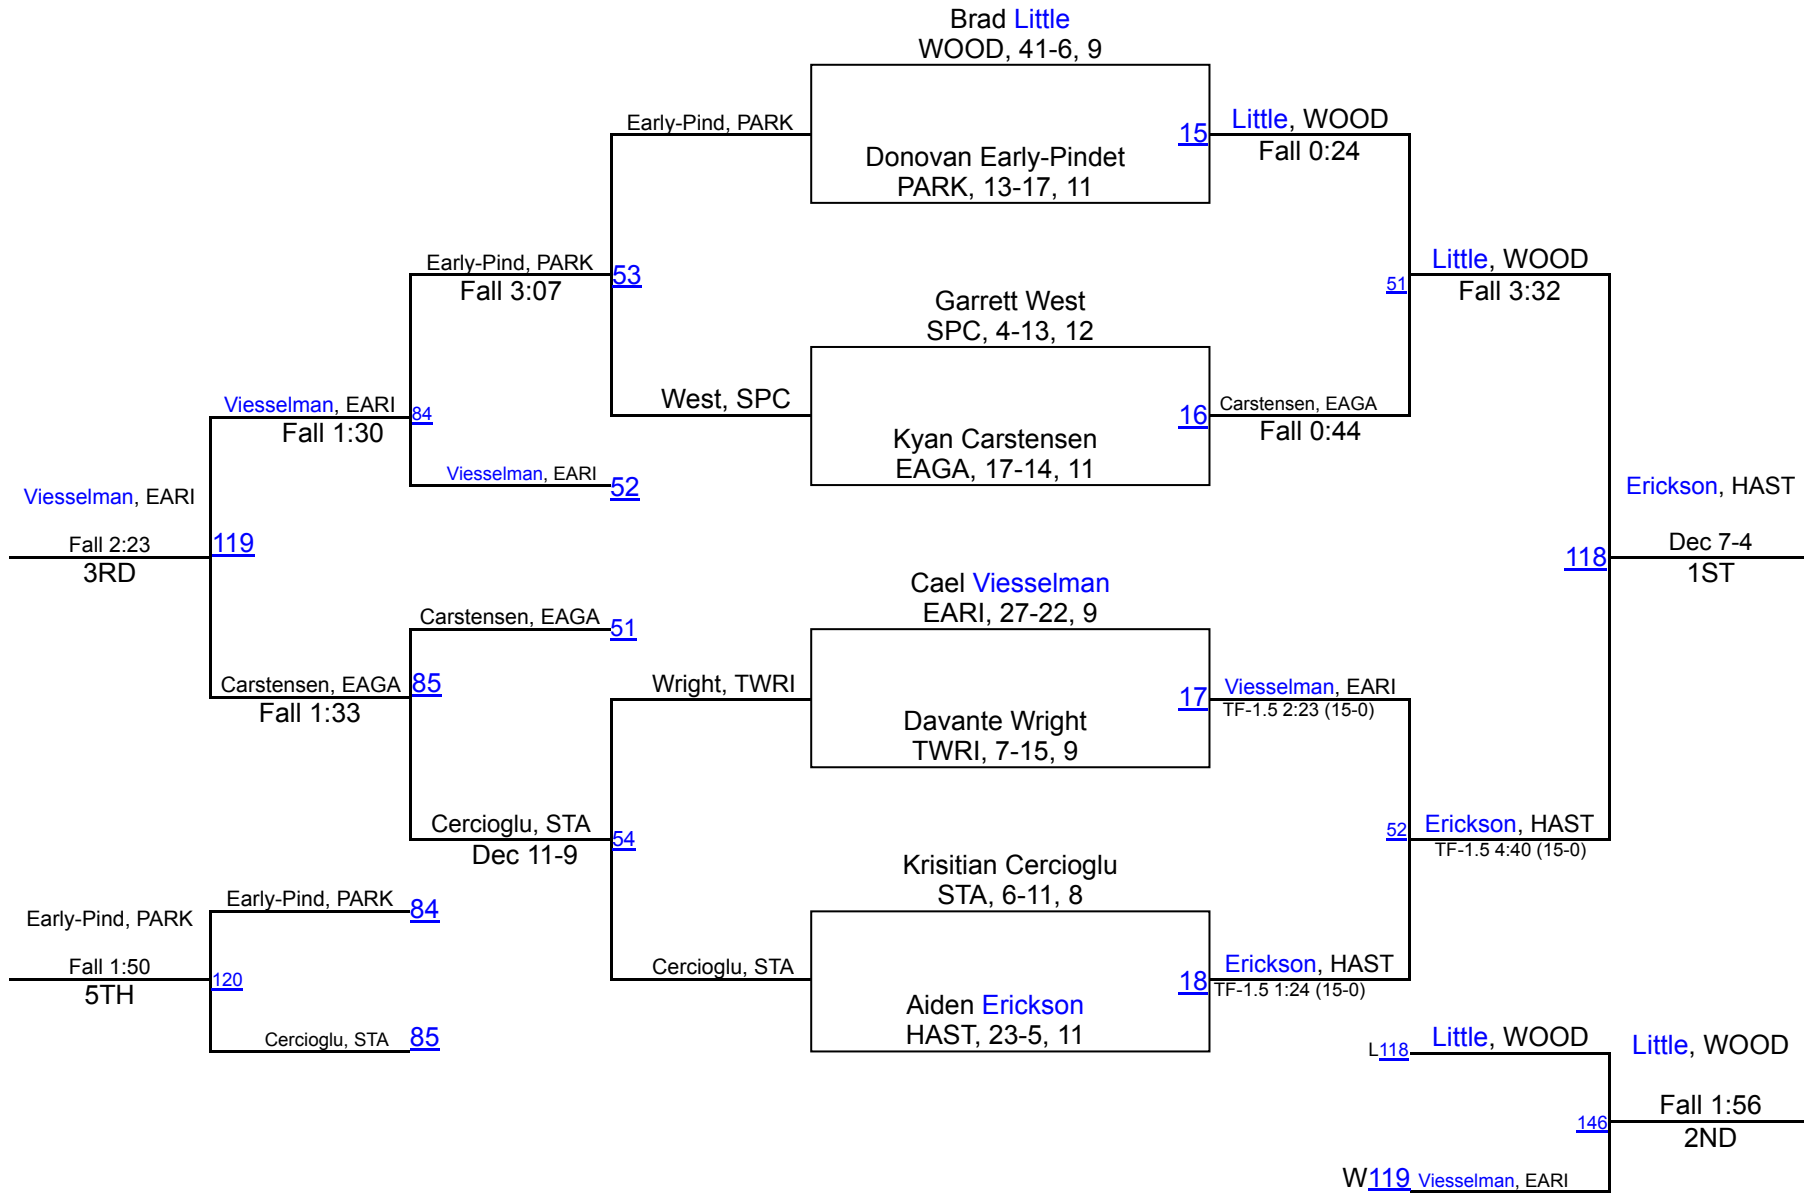 Brad Little
WOOD, 41-6, 9
Early-Pind, PARK
15
Little, WOOD
Fall 0:24
Donovan Early-Pindet
PARK, 13-17, 11
Early-Pind, PARK
Fall 3:07
53
Little, WOOD
Fall 3:32
51
Garrett West
SPC, 4-13, 12
West, SPC
16
Carstensen, EAGA
Fall 0:44
Kyan Carstensen
EAGA, 17-14, 11
Viesselman, EARI
Fall 1:30
84
Viesselman, EARI
52
Viesselman, EARI
Fall 2:23
3RD
119
Erickson, HAST
Dec 7-4
1ST
118
Cael Viesselman
EARI, 27-22, 9
Carstensen, EAGA
51
Carstensen, EAGA
Fall 1:33
85
Wright, TWRI
17
Viesselman, EARI
TF-1.5 2:23 (15-0)
Davante Wright
TWRI, 7-15, 9
Cercioglu, STA
Dec 11-9
54
52
Erickson, HAST
TF-1.5 4:40 (15-0)
Krisitian Cercioglu
STA, 6-11, 8
Early-Pind, PARK
84
Early-Pind, PARK
Fall 1:50
5TH
120
Cercioglu, STA
18
Erickson, HAST
TF-1.5 1:24 (15-0)
Aiden Erickson
HAST, 23-5, 11
Cercioglu, STA
85
L118
Little, WOOD
Little, WOOD
Fall 1:56
2ND
146
W119
Viesselman, EARI